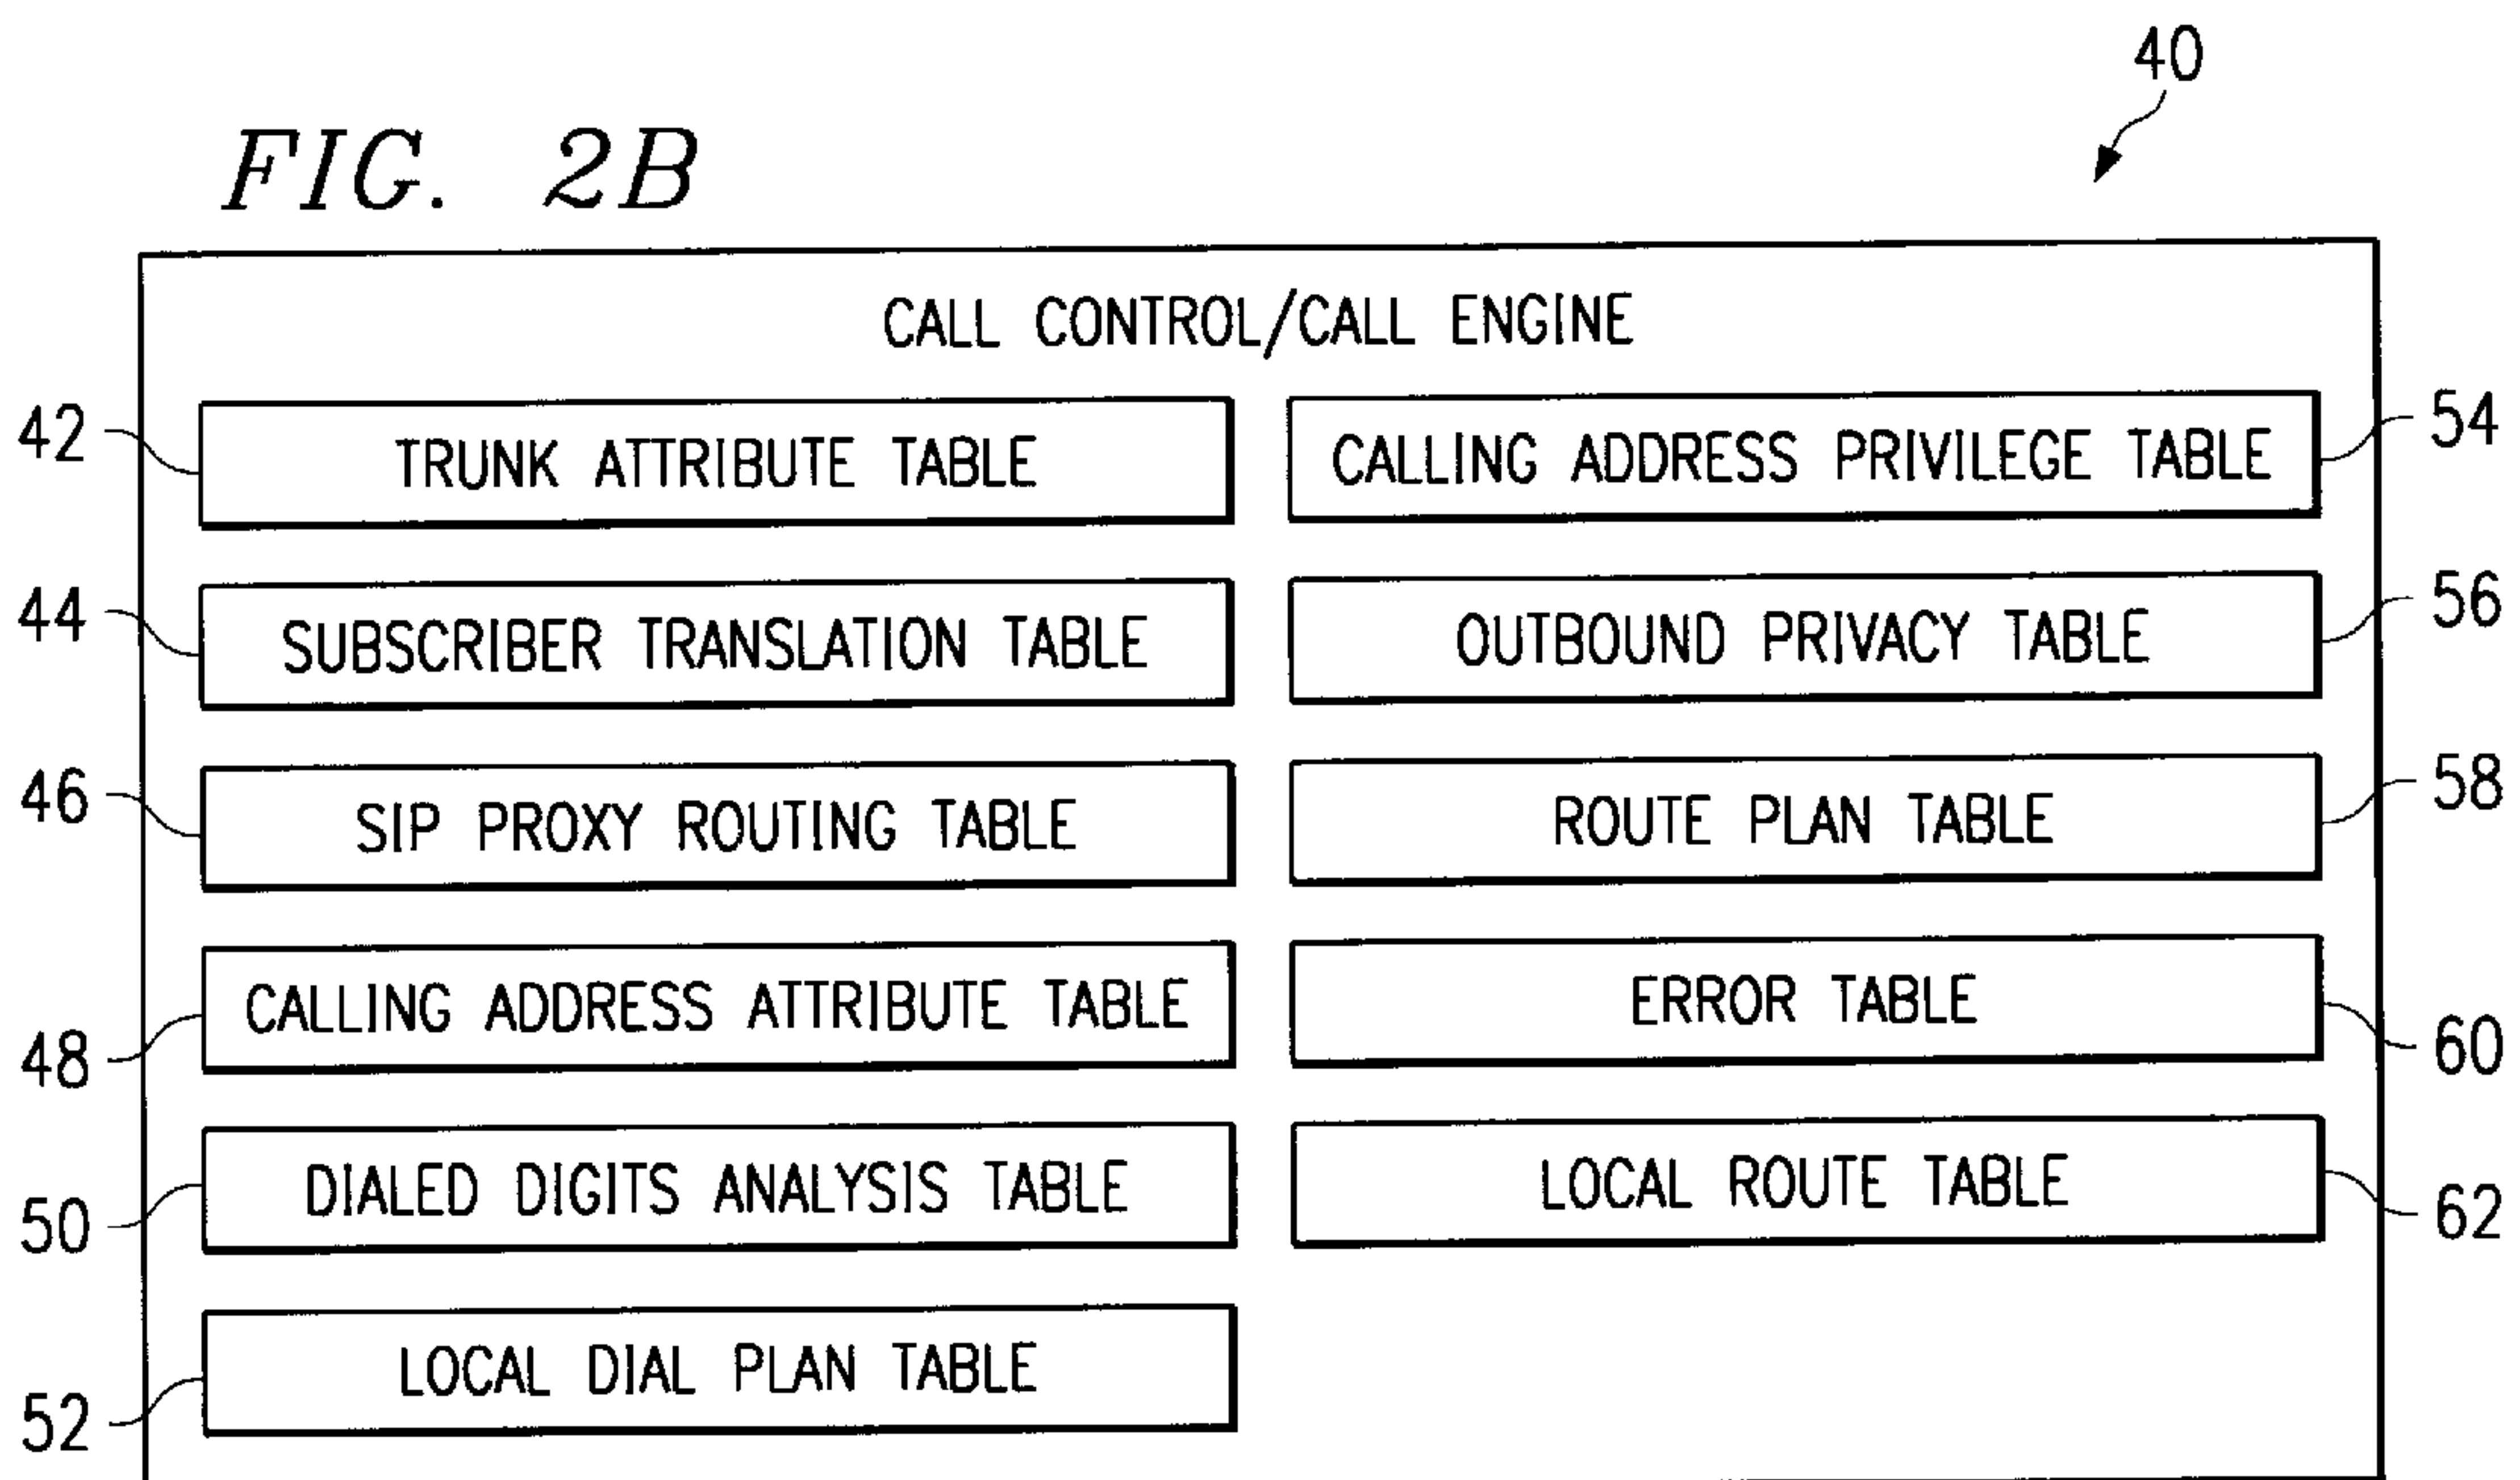 40
FIG. 2B
CALL CONTROL/CALL ENGINE
42
TRUNK ATTRIBUTE TABLE
CALLING ADDRESS PRIVILEGE TABLE
54
44
SUBSCRIBER TRANSLATION TABLE
OUTBOUND PRIVACY TABLE
56
46
SIP PROXY ROUTING TABLE
ROUTE PLAN TABLE
58
48
CALLING ADDRESS ATTRIBUTE TABLE
ERROR TABLE
60
50
DIALED DIGITS ANALYSIS TABLE
LOCAL ROUTE TABLE
62
52
LOCAL DIAL PLAN TABLE